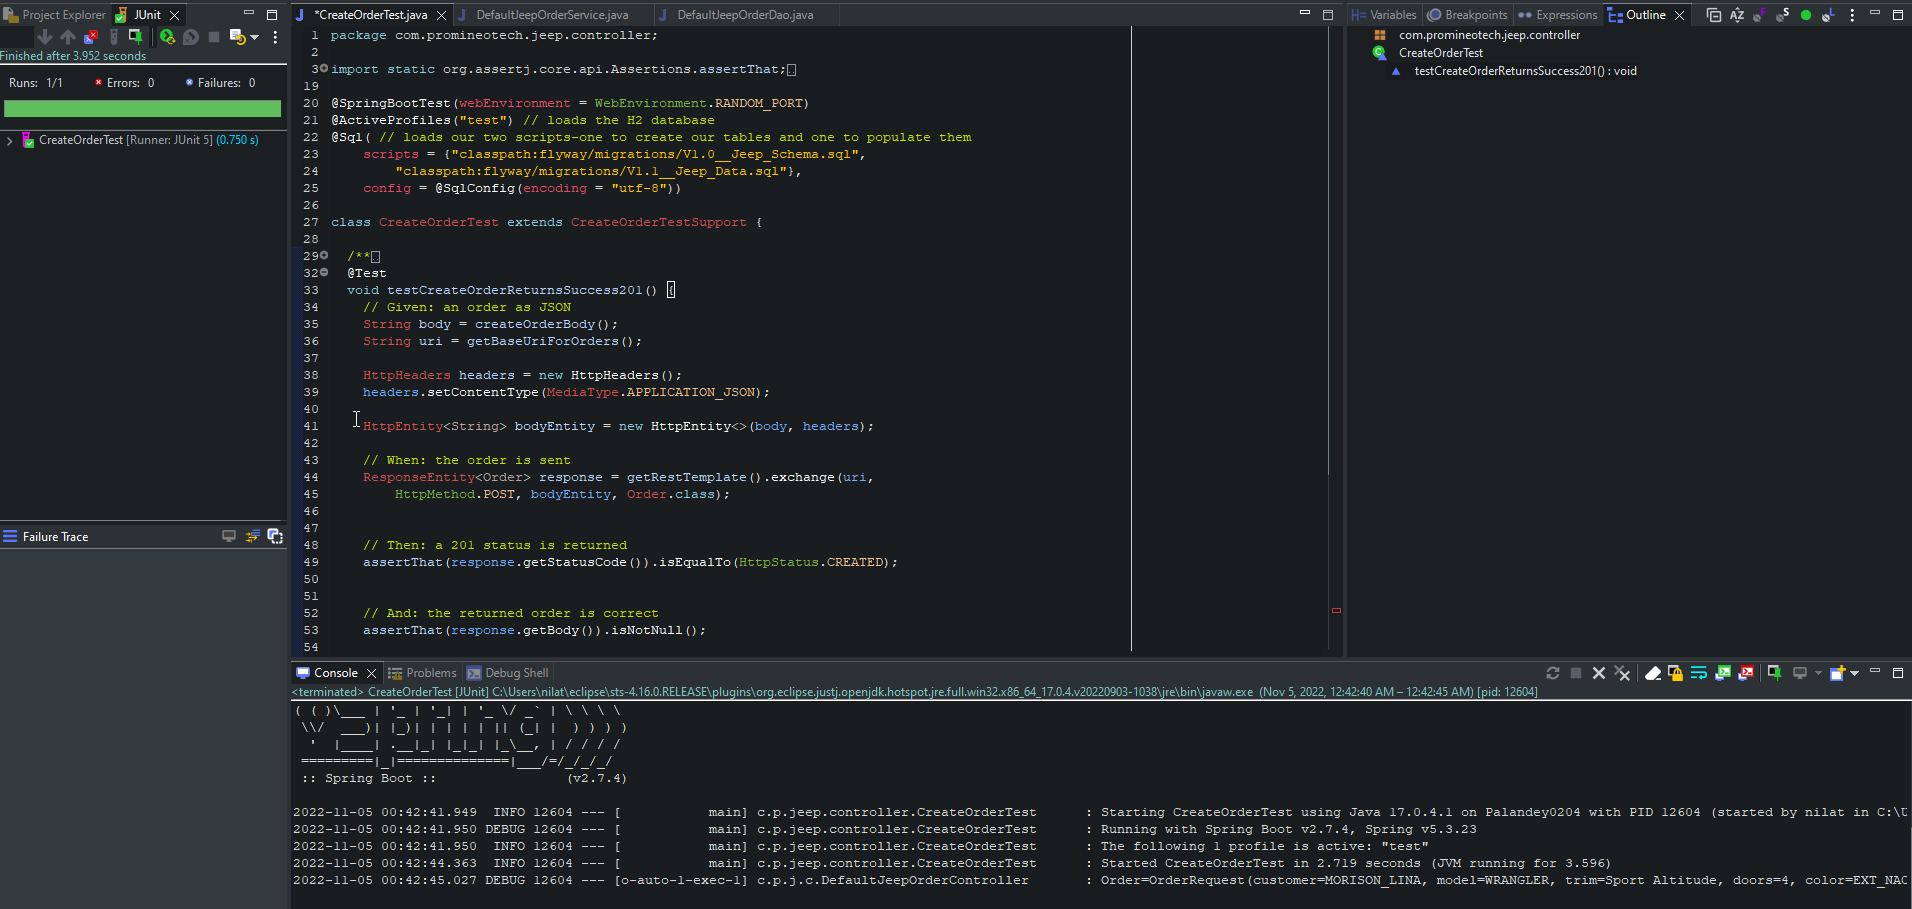 Project Explorer JUnit
Finished after 3.952 seconds
Runs: 1/1 Errors: 0 Failures: 0
CreateOrderTest [Runner: JUnit 5] (0.750 s)
Failure Trace
*CreateOrderTest.java DefaultJeepOrderService.java DefaultJeepOrderDao.java
1 package com.promineotech.jeep.controller;
2
3 import static org.assertj.core.api.Assertions.assertThat;
19
20 @SpringBootTest(webEnvironment = WebEnvironment.RANDOM_PORT)
21 @ActiveProfiles("test") // loads the H2 database
22 @Sql( // loads our two scripts-one to create our tables and one to populate them
23 scripts = {"classpath:flyway/migrations/V1.0__Jeep_Schema.sql",
24 "classpath:flyway/migrations/V1.1__Jeep_Data.sql"},
25 config = @SqlConfig(encoding = "utf-8"))
26
27 class CreateOrderTest extends CreateOrderTestSupport {
28
29 /**
32 @Test
33 void testCreateOrderReturnsSuccess201() {
34 // Given: an order as JSON
35 String body = createOrderBody();
36 String uri = getBaseUriForOrders();
37
38 HttpHeaders headers = new HttpHeaders();
39 headers.setContentType(MediaType.APPLICATION_JSON);
40
41 HttpEntity<String> bodyEntity = new HttpEntity<>(body, headers);
42
43 // When: the order is sent
44 ResponseEntity<Order> response = getRestTemplate().exchange(uri,
45 HttpMethod.POST, bodyEntity, Order.class);
46
47
48 // Then: a 201 status is returned
49 assertThat(response.getStatusCode()).isEqualTo(HttpStatus.CREATED);
50
51
52 // And: the returned order is correct
53 assertThat(response.getBody()).isNotNull();
54
Variables Breakpoints Expressions Outline
com.promineotech.jeep.controller
CreateOrderTest
testCreateOrderReturnsSuccess201() : void
Console Problems Debug Shell
<terminated> CreateOrderTest [JUnit] C:\Users\nilat\eclipse\sts-4.16.0.RELEASE\plugins\org.eclipse.justj.openjdk.hotspot.jre.full.win32.x86_64_17.0.4.v20220903-1038\jre\bin\javaw.exe (Nov 5, 2022, 12:42:40 AM – 12:42:45 AM) [pid: 12604]
( ( )\___ | '_ | '_| | '_ \/ _` | \ \ \ \
\\/ ___)| |_)| | | | | || (_| | ) ) ) )
' |____| .__|_| |_|_| |_\__, | / / / /
=========|_|==============|___/=/_/_/_/
:: Spring Boot :: (v2.7.4)
2022-11-05 00:42:41.949 INFO 12604 --- [ main] c.p.jeep.controller.CreateOrderTest : Starting CreateOrderTest using Java 17.0.4.1 on Palandey0204 with PID 12604 (started by nilat in C:\U
2022-11-05 00:42:41.950 DEBUG 12604 --- [ main] c.p.jeep.controller.CreateOrderTest : Running with Spring Boot v2.7.4, Spring v5.3.23
2022-11-05 00:42:41.950 INFO 12604 --- [ main] c.p.jeep.controller.CreateOrderTest : The following 1 profile is active: "test"
2022-11-05 00:42:44.363 INFO 12604 --- [ main] c.p.jeep.controller.CreateOrderTest : Started CreateOrderTest in 2.719 seconds (JVM running for 3.596)
2022-11-05 00:42:45.027 DEBUG 12604 --- [o-auto-1-exec-1] c.p.j.c.DefaultJeepOrderController : Order=OrderRequest(customer=MORISON_LINA, model=WRANGLER, trim=Sport Altitude, doors=4, color=EXT_NAC